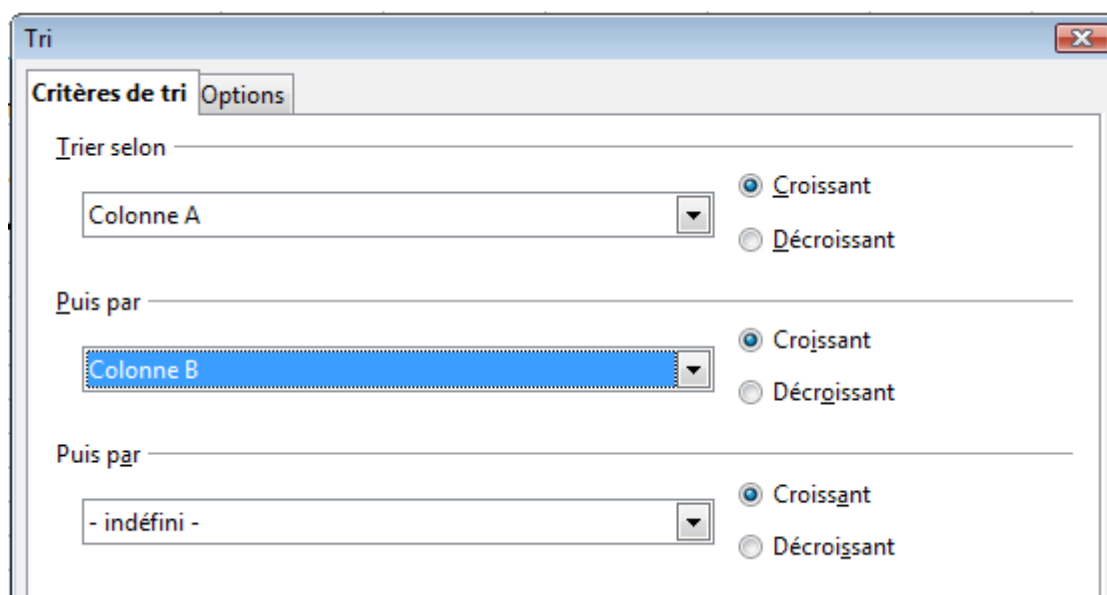 Tri
Critères de tri Options
Trier selon
Colonne A
Croissant
Décroissant
Puis par
Colonne B
Croissant
Décroissant
Puis par
- indéfini -
Croissant
Décroissant